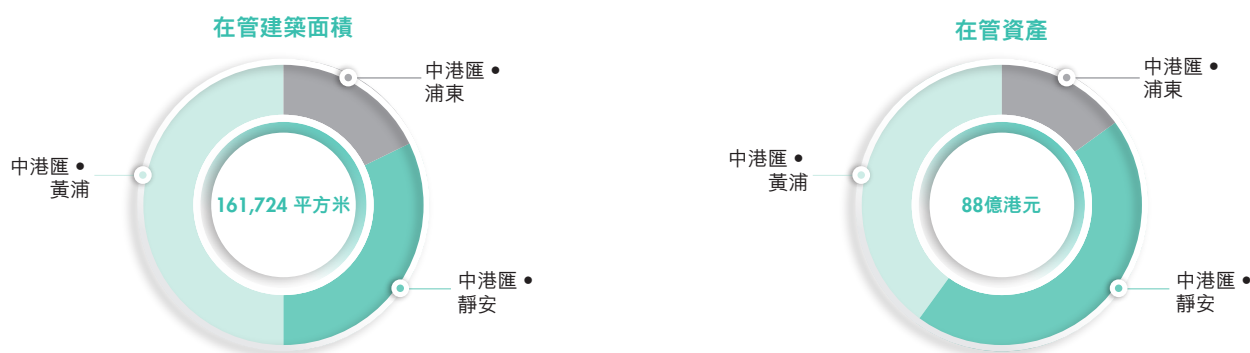 在管建築面積
中港匯 •
浦東
中港匯 •
黃浦
161,724 平方米
中港匯 •
靜安
在管資產
中港匯 •
浦東
中港匯 •
黃浦
88億港元
中港匯 •
靜安